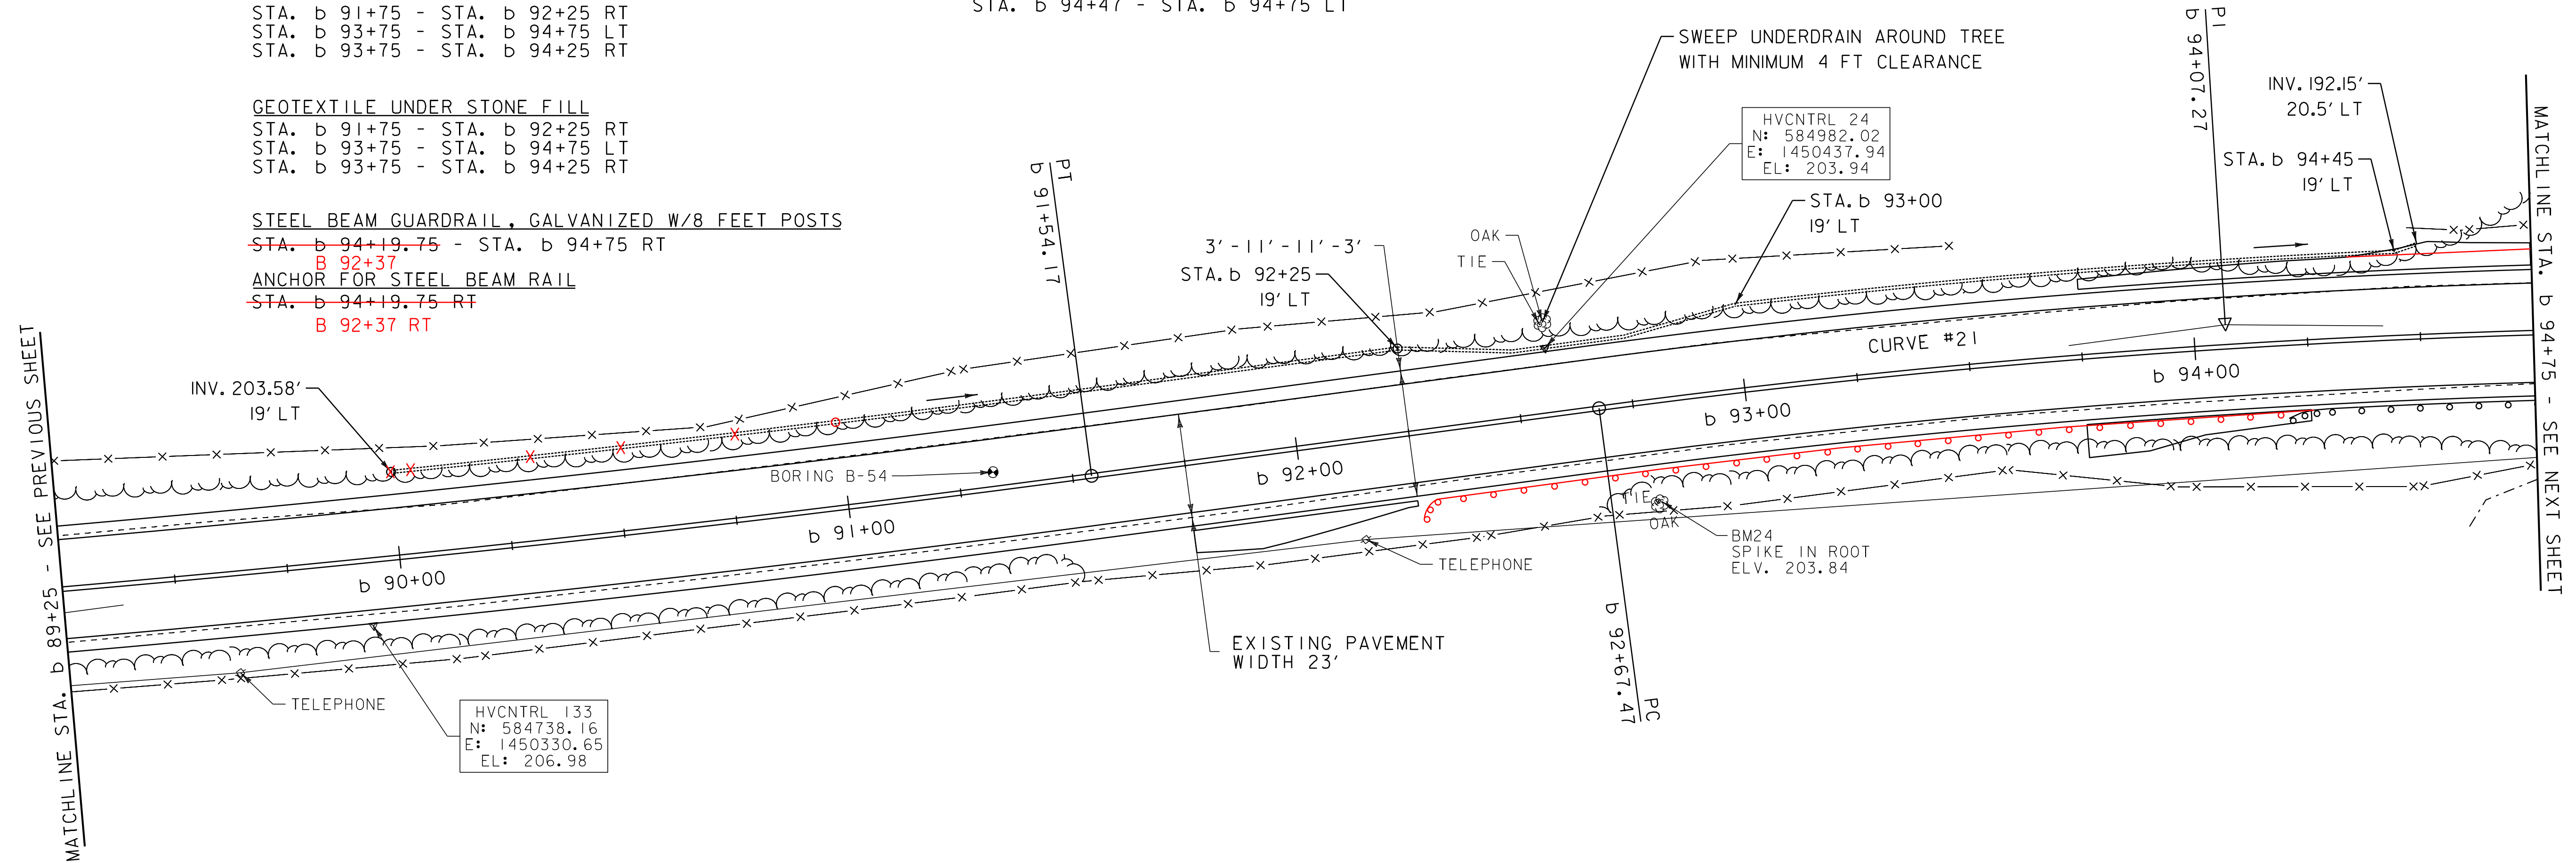 STA. b 91+75 - STA. b 92+25 RT
STA. b 93+75 - STA. b 94+75 LT
STA. b 93+75 - STA. b 94+25 RT
STA. b 94+47 - STA. b 94+75 LT
GEOTEXTILE UNDER STONE FILL
STA. b 91+75 - STA. b 92+25 RT
STA. b 93+75 - STA. b 94+75 LT
STA. b 93+75 - STA. b 94+25 RT
STEEL BEAM GUARDRAIL, GALVANIZED W/8 FEET POSTS
STA. b 94+19.75 - STA. b 94+75 RT
B 92+37
ANCHOR FOR STEEL BEAM RAIL
STA. b 94+19.75 RT
B 92+37 RT
SWEEP UNDERDRAIN AROUND TREE
WITH MINIMUM 4 FT CLEARANCE
HVCNTRL 24
N: 584982.02
E: 1450437.94
EL: 203.94
PI
b 94+07.27
INV. 192.15'
20.5' LT
STA. b 94+45
19' LT
STA. b 93+00
19' LT
OAK
TIE
3'-11'-11'-3'
STA. b 92+25
19' LT
PT
b 91+54.17
INV. 203.58'
19' LT
BORING B-54
CURVE #21
b 90+00
b 91+00
b 92+00
b 93+00
b 94+00
TIE
OAK
BM24
SPIKE IN ROOT
ELV. 203.84
TELEPHONE
EXISTING PAVEMENT
WIDTH 23'
PC
b 92+67.47
TELEPHONE
HVCNTRL 133
N: 584738.16
E: 1450330.65
EL: 206.98
MATCHLINE STA. b 89+25 - SEE PREVIOUS SHEET
MATCHLINE STA. b 94+75 - SEE NEXT SHEET